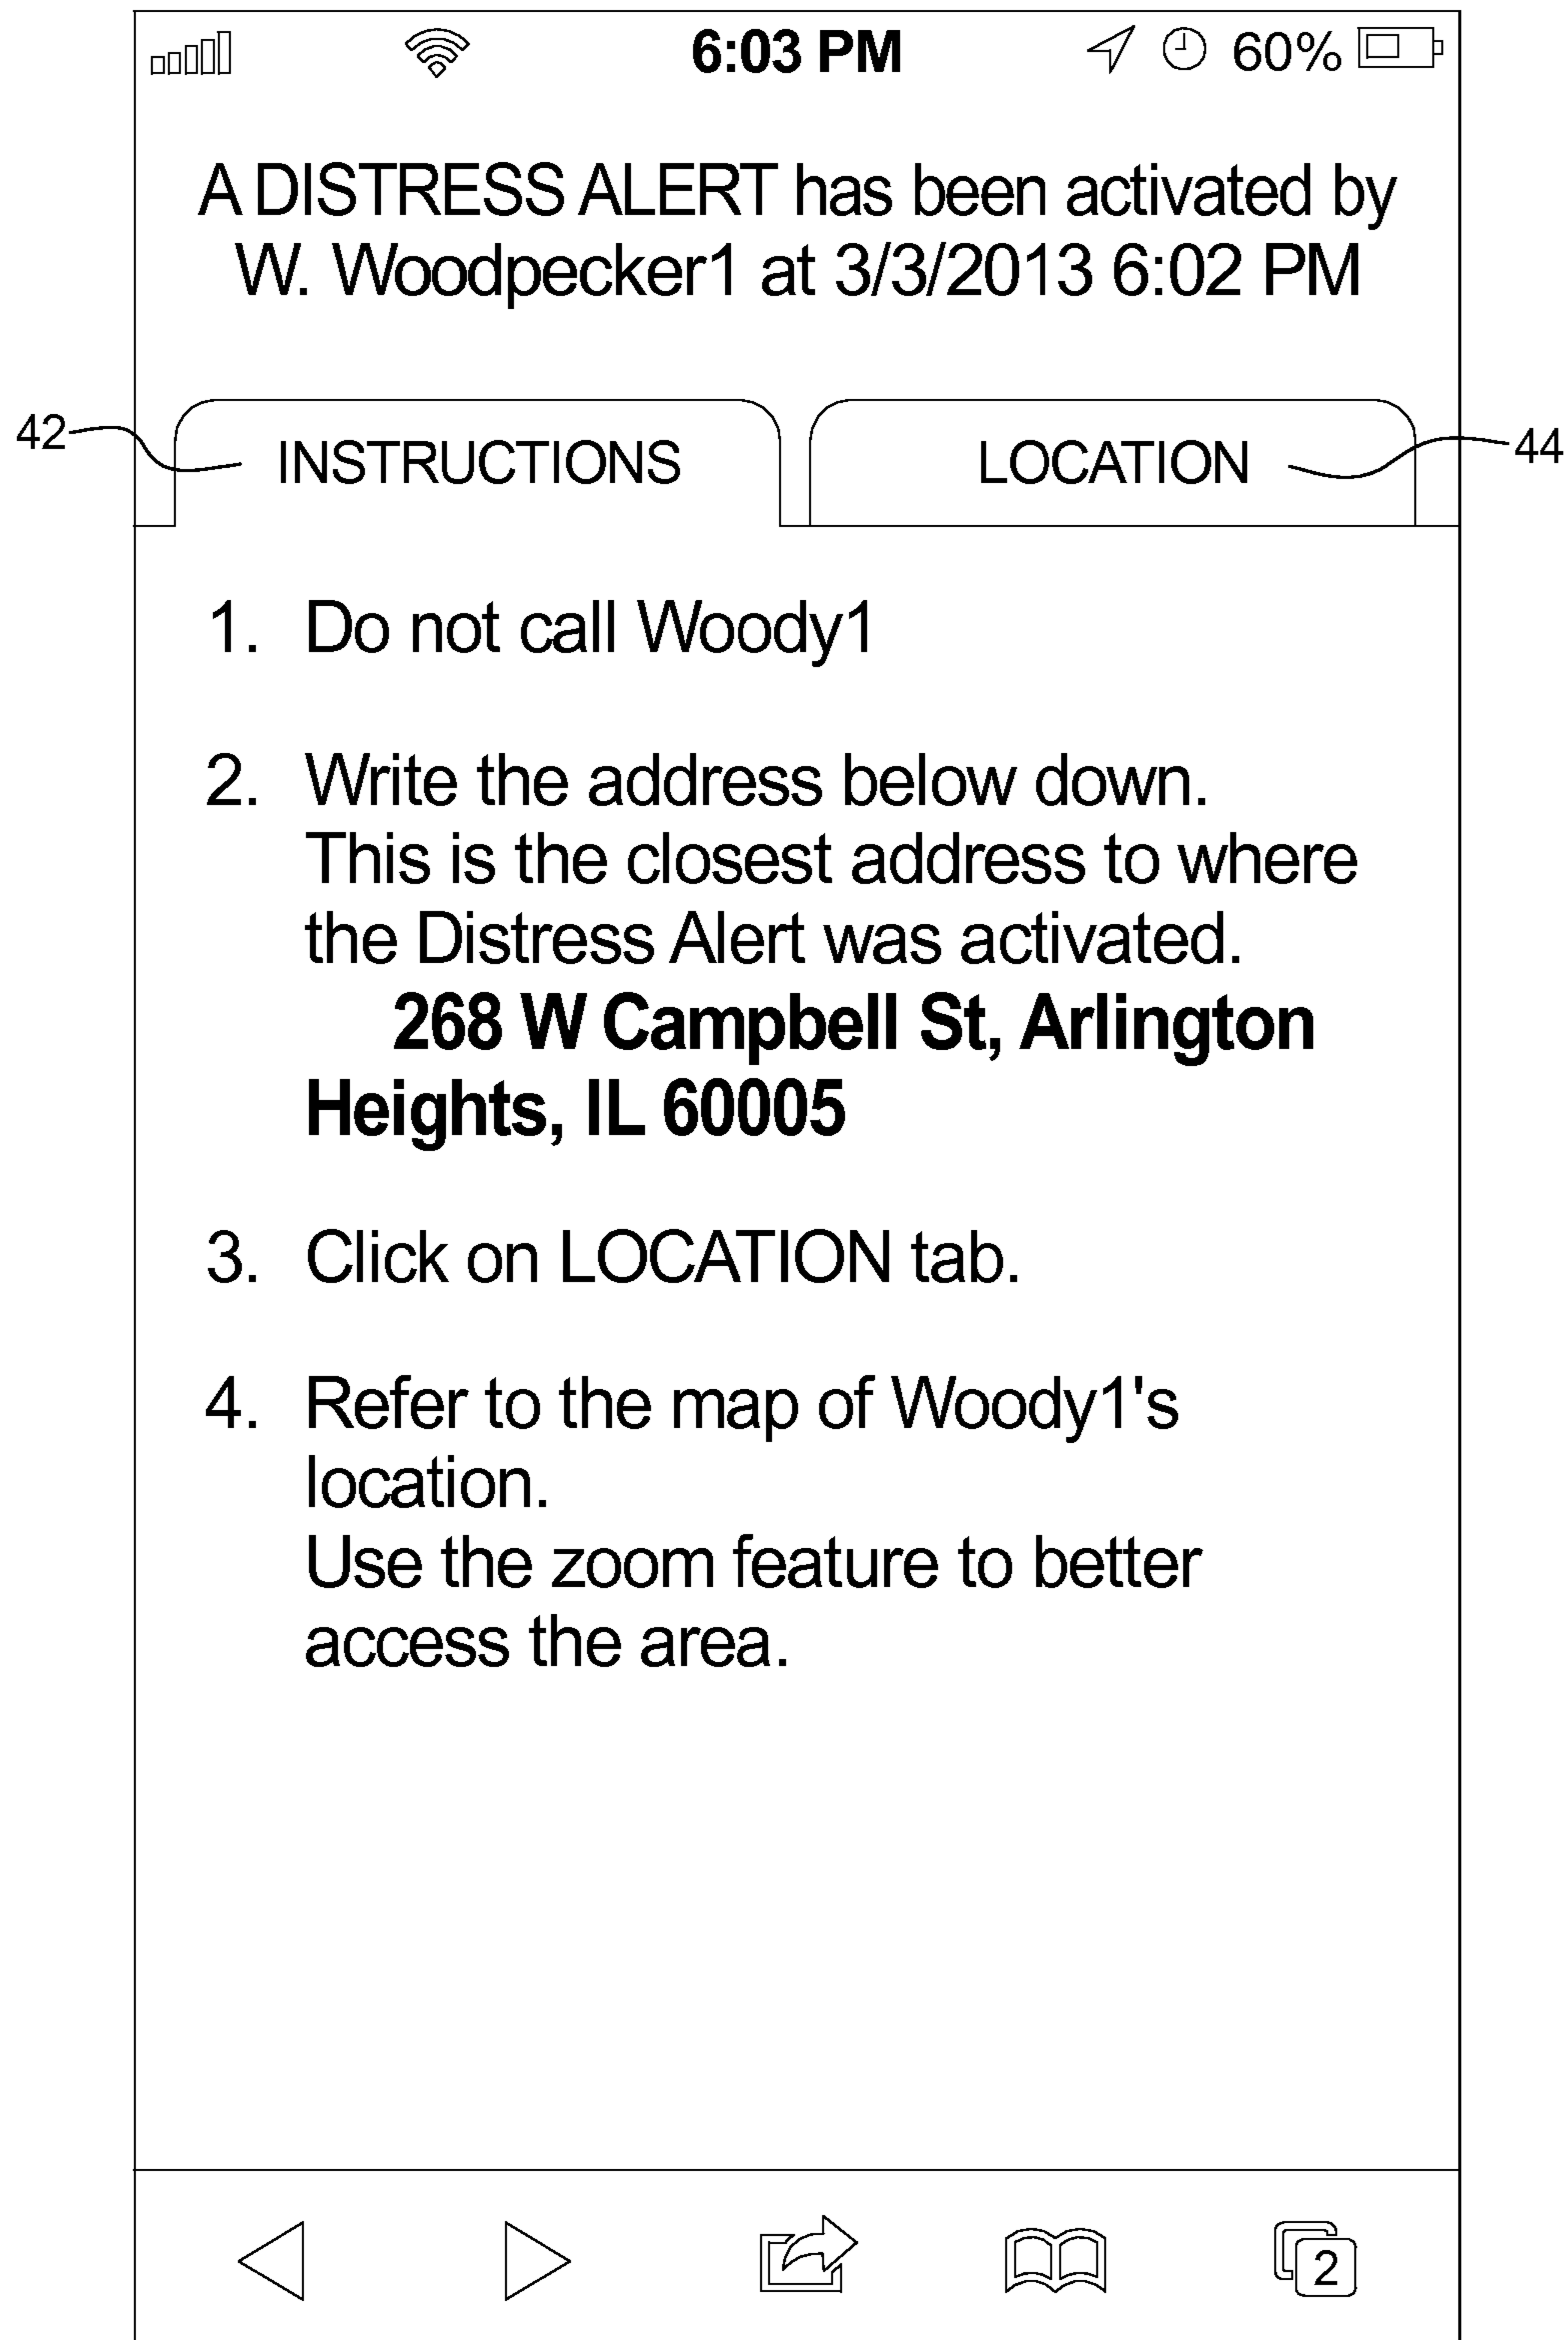 6:03 PM 60%
A DISTRESS ALERT has been activated by
W. Woodpecker1 at 3/3/2013 6:02 PM
42 INSTRUCTIONS LOCATION 44
1. Do not call Woody1
2. Write the address below down.
This is the closest address to where
the Distress Alert was activated.
268 W Campbell St, Arlington
Heights, IL 60005
3. Click on LOCATION tab.
4. Refer to the map of Woody1's
location.
Use the zoom feature to better
access the area.
2